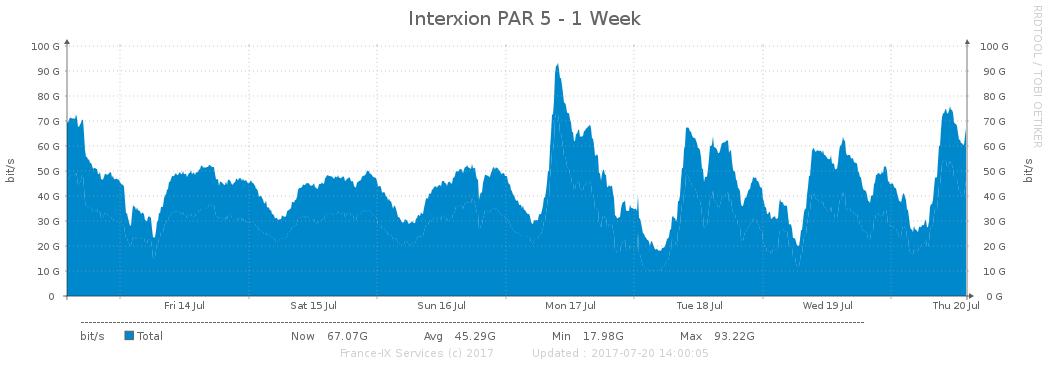 Interxion PAR 5 - 1 Week
RRDTOOL / TOBI OETIKER
bit/s
100 G 100 G
90 G 90 G
80 G 80 G
70 G 70 G
60 G 60 G
50 G 50 G
40 G 40 G
30 G 30 G
20 G 20 G
10 G 10 G
0 0 G
bit/s
Fri 14 Jul Sat 15 Jul Sun 16 Jul Mon 17 Jul Tue 18 Jul Wed 19 Jul Thu 20 Jul
bit/s Total Now 67.07G Avg 45.29G Min 17.98G Max 93.22G
France-IX Services (c) 2017 Updated : 2017-07-20 14:00:05